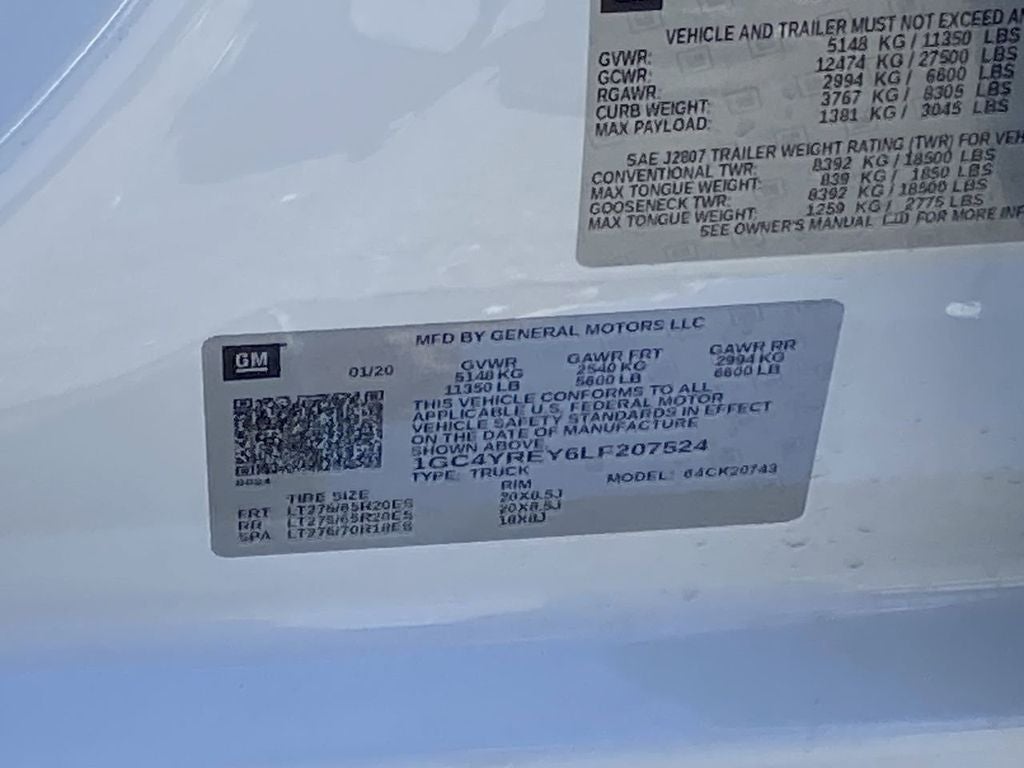 VEHICLE AND TRAILER MUST NOT EXCEED
GVWR: 5148 KG / 11350 LBS
GCWR: 12474 KG / 27500 LBS
RGAWR: 2994 KG / 6600 LBS
CURB WEIGHT: 3767 KG / 8305 LBS
MAX PAYLOAD: 1381 KG / 3045 LBS
SAE J2807 TRAILER WEIGHT RATING (TWR) FOR VEH
CONVENTIONAL TWR: 8392 KG / 18500 LBS
MAX TONGUE WEIGHT: 839 KG / 1850 LBS
GOOSENECK TWR: 8392 KG / 18500 LBS
MAX TONGUE WEIGHT: 1259 KG / 2775 LBS
SEE OWNER'S MANUAL FOR MORE INF
MFD BY GENERAL MOTORS LLC
GM
01/20
GVWR GAWR FRT GAWR RR
5148 KG 2540 KG 2994 KG
11350 LB 5600 LB 6600 LB
THIS VEHICLE CONFORMS TO ALL
APPLICABLE U.S. FEDERAL MOTOR
VEHICLE SAFETY STANDARDS IN EFFECT
ON THE DATE OF MANUFACTURE
SHOWN ABOVE
1GC4YREY6LF207524
TYPE: TRUCK MODEL: 64CK20743
TIRE SIZE RIM
FRT LT275/65R20ES 20X8.5J
RR LT275/65R20ES 20X8.5J
SPA LT275/70R18ES 18X8J